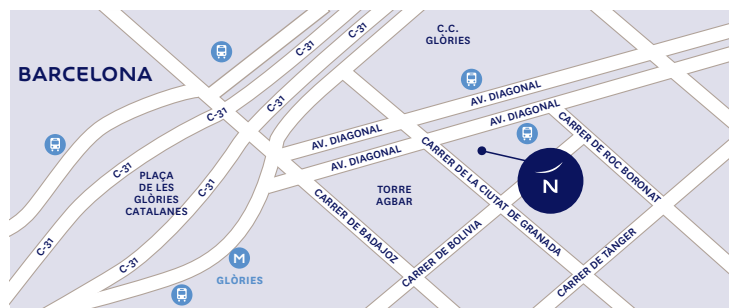 C.C.
GLÒRIES
C-31
C-31
BARCELONA
C-31
C-31
AV. DIAGONAL
AV. DIAGONAL
AV. DIAGONAL
AV. DIAGONAL
C-31
PLAÇA
DE LES
GLÒRIES
CATALANES
C-31
C-31
C-31
TORRE
AGBAR
CARRER DE BADAJOZ
CARRER DE LA CIUTAT DE GRANADA
CARRER DE ROC BORONAT
N
CARRER DE BOLIVIA
CARRER DE TÀNGER
M
GLÒRIES